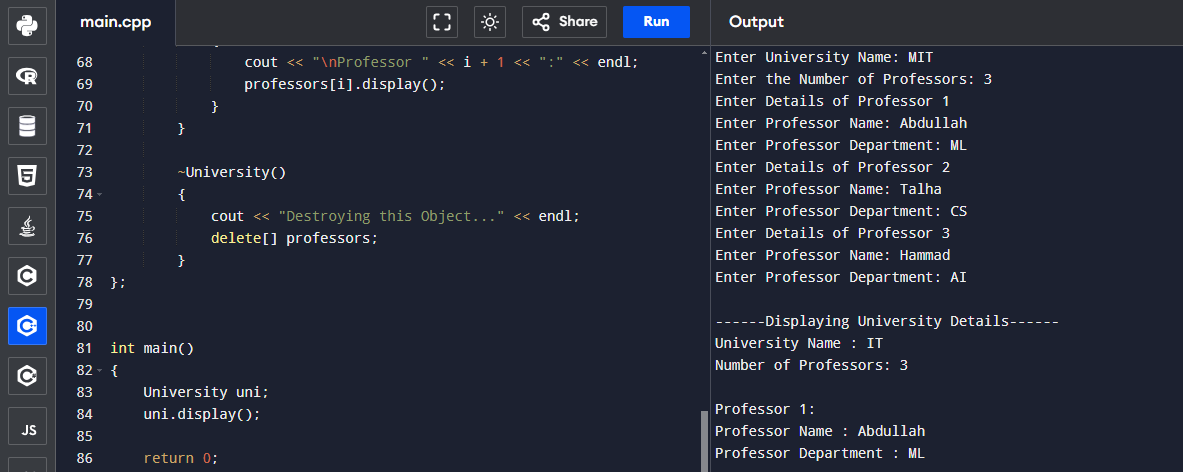 main.cpp
Share
Run
Output
68 cout << "\nProfessor " << i + 1 << ":" << endl;
69 professors[i].display();
70 }
71 }
72
73 ~University()
74 {
75 cout << "Destroying this Object..." << endl;
76 delete[] professors;
77 }
78 };
79
80
81 int main()
82 {
83 University uni;
84 uni.display();
85
86 return 0;
Enter University Name: MIT
Enter the Number of Professors: 3
Enter Details of Professor 1
Enter Professor Name: Abdullah
Enter Professor Department: ML
Enter Details of Professor 2
Enter Professor Name: Talha
Enter Professor Department: CS
Enter Details of Professor 3
Enter Professor Name: Hammad
Enter Professor Department: AI
------Displaying University Details------
University Name : IT
Number of Professors: 3
Professor 1:
Professor Name : Abdullah
Professor Department : ML
R
5
C
C
C
JS